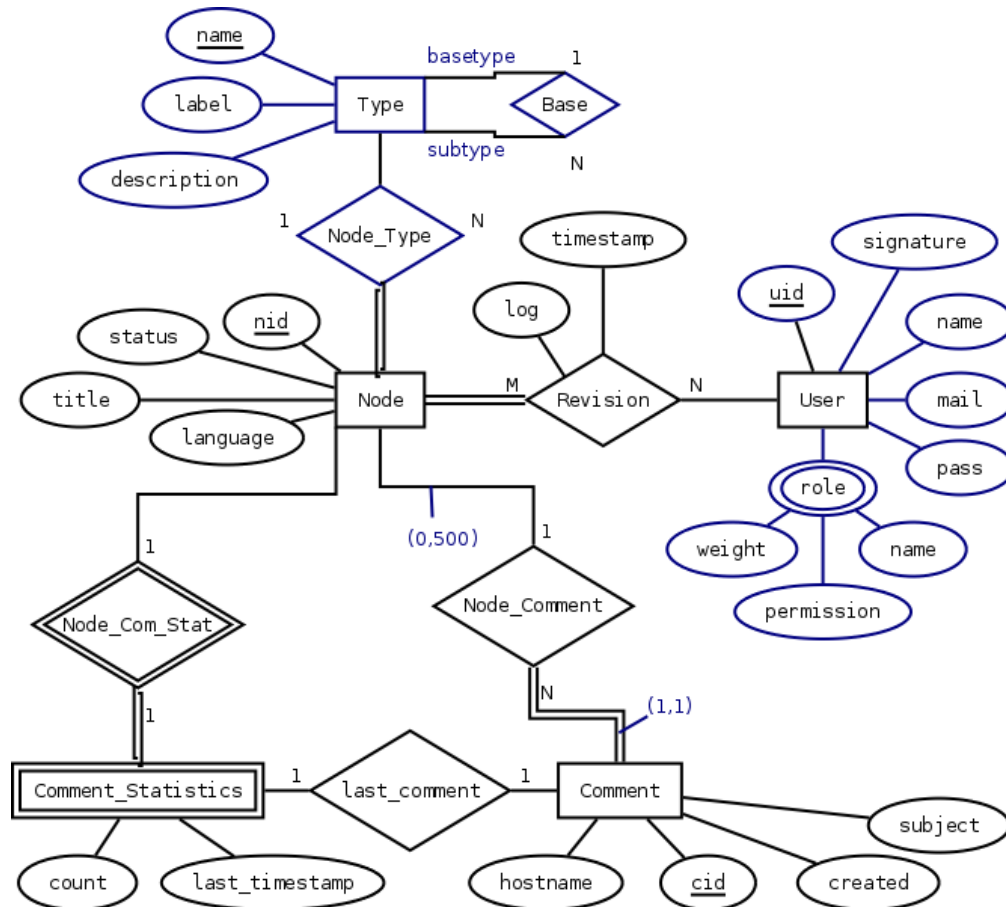 name
basetype
1
label
Type
Base
subtype
N
description
1
Node_Type
N
timestamp
signature
uid
log
nid
status
name
title
Node
M
Revision
N
User
mail
language
pass
role
(0,500)
1
1
weight
name
Node_Comment
permission
Node_Com_Stat
N
(1,1)
1
1
1
Comment_Statistics
last_comment
Comment
subject
count
last_timestamp
hostname
cid
created